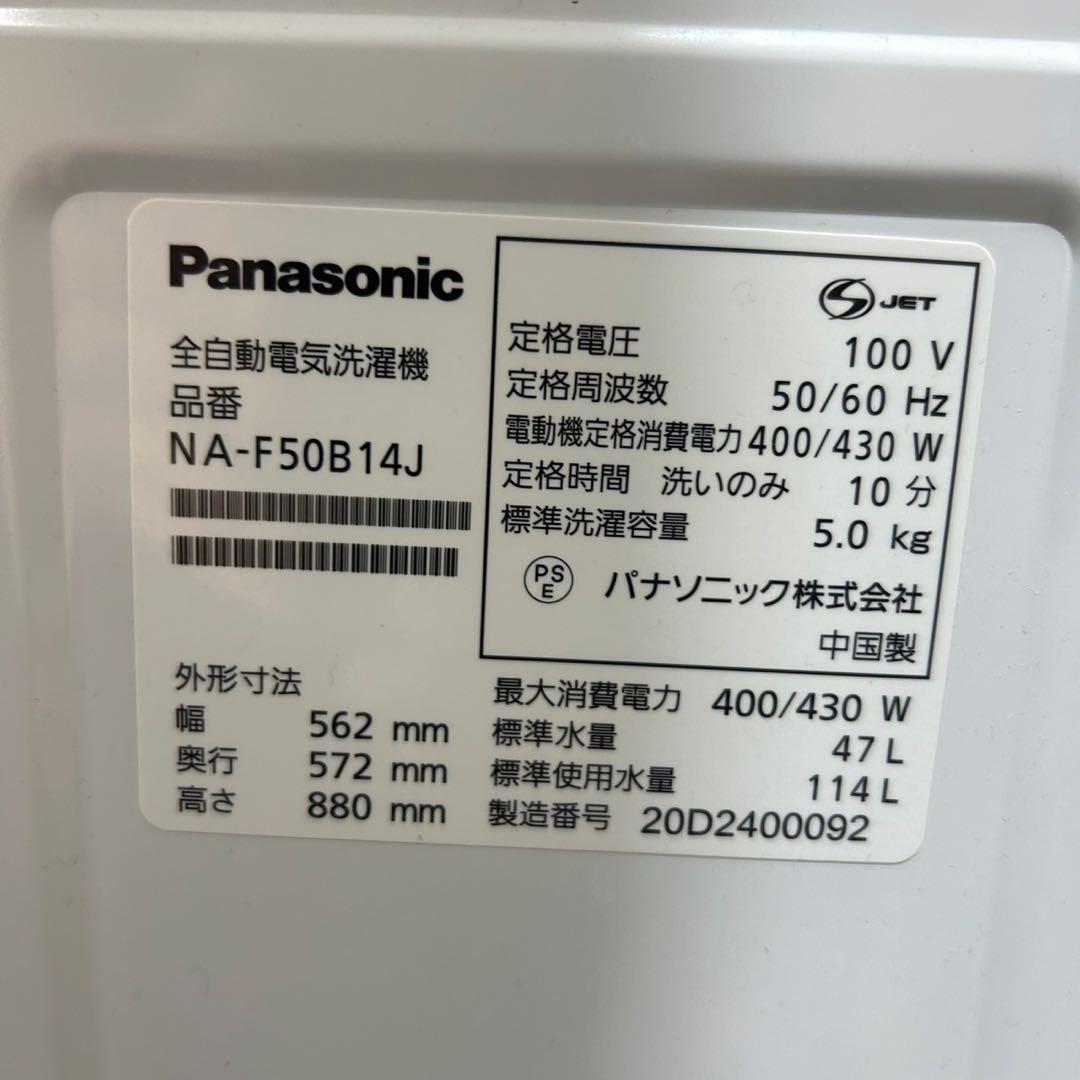 Panasonic
全自動電気洗濯機
品番
NA-F50B14J
外形寸法
幅 562 mm
奥行 572 mm
高さ 880 mm
JET
定格電圧 100 V
定格周波数 50/60 Hz
電動機定格消費電力 400/430 W
定格時間 洗いのみ 10 分
標準洗濯容量 5.0 kg
PS
E
パナソニック株式会社
中国製
最大消費電力 400/430 W
標準水量 47 L
標準使用水量 114 L
製造番号 20D2400092